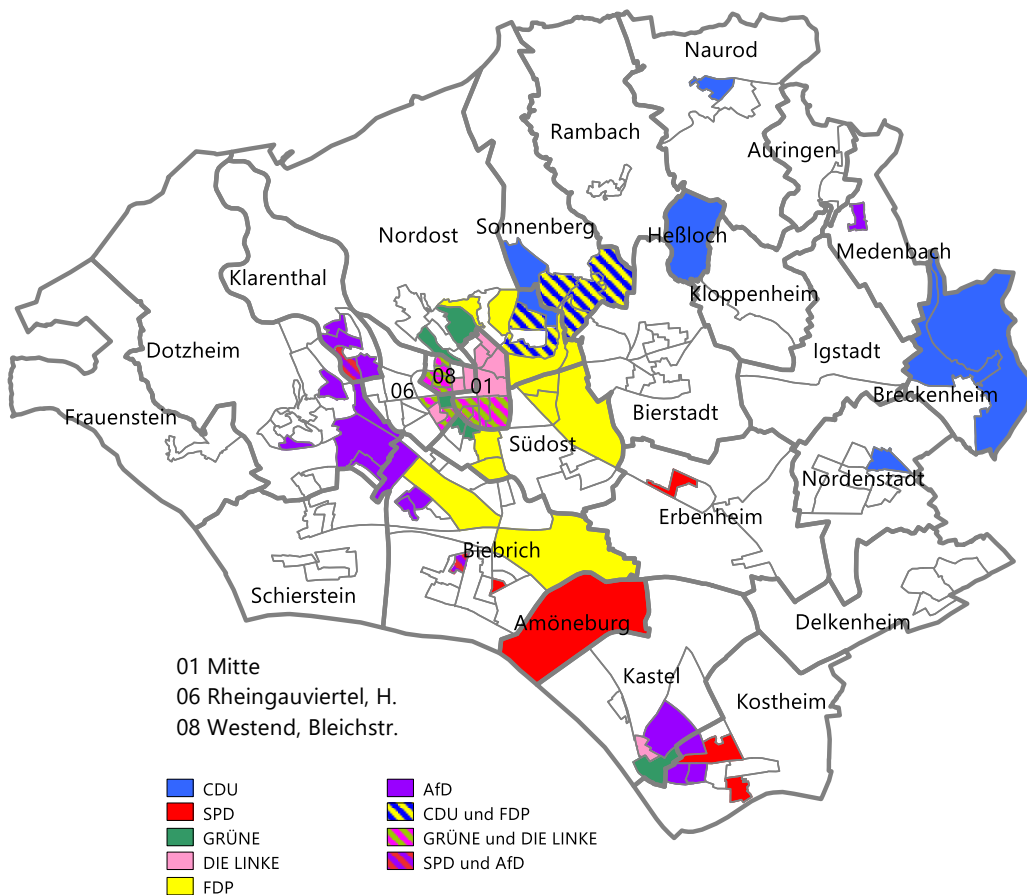 Naurod
Rambach
Auringen
Sonnenberg
Nordost
Heßloch
Medenbach
Klarenthal
Kloppenheim
Dotzheim
Igstadt
08
01
06
Breckenheim
Frauenstein
Bierstadt
Südost
Nordenstadt
Erbenheim
Biebrich
Schierstein
Amöneburg
Delkenheim
01 Mitte
Kastel
06 Rheingauviertel, H.
Kostheim
08 Westend, Bleichstr.
CDU
SPD
GRÜNE
DIE LINKE
FDP
AfD
CDU und FDP
GRÜNE und DIE LINKE
SPD und AfD